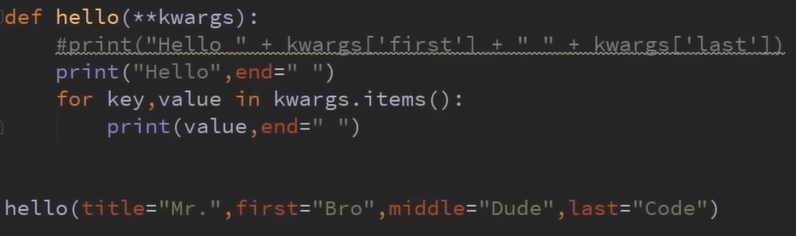 def hello(**kwargs):
    #print("Hello " + kwargs['first'] + " " + kwargs['last'])
    print("Hello",end=" ")
    for key,value in kwargs.items():
        print(value,end=" ")
hello(title="Mr.",first="Bro",middle="Dude",last="Code")